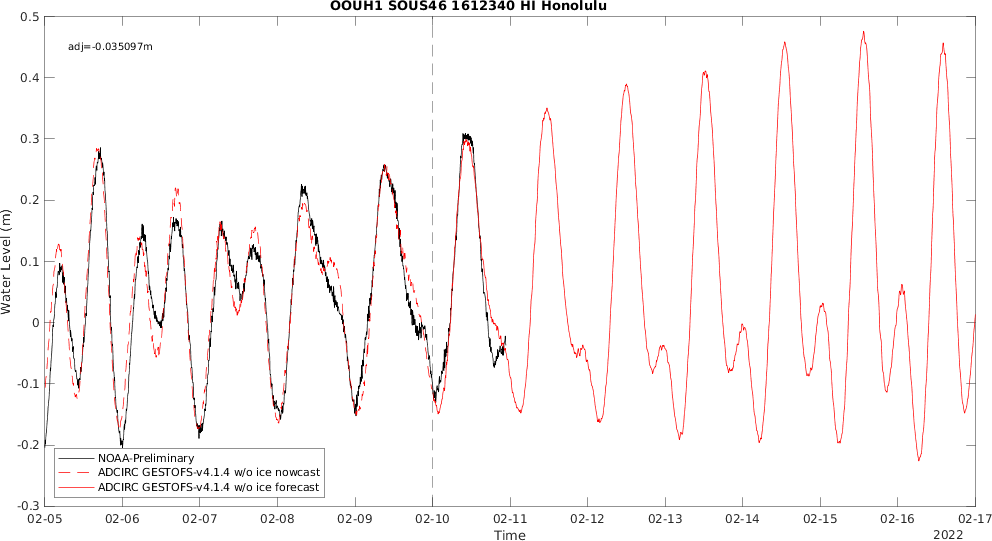 OOUH1 SOUS46 1612340 HI Honolulu
adj=-0.035097m
0.5
0.4
0.3
0.2
0.1
0
-0.1
-0.2
-0.3
Water Level (m)
NOAA-Preliminary
ADCIRC GESTOFS-v4.1.4 w/o ice nowcast
ADCIRC GESTOFS-v4.1.4 w/o ice forecast
02-05 02-06 02-07 02-08 02-09 02-10 02-11 02-12 02-13 02-14 02-15 02-16 02-17
Time
2022